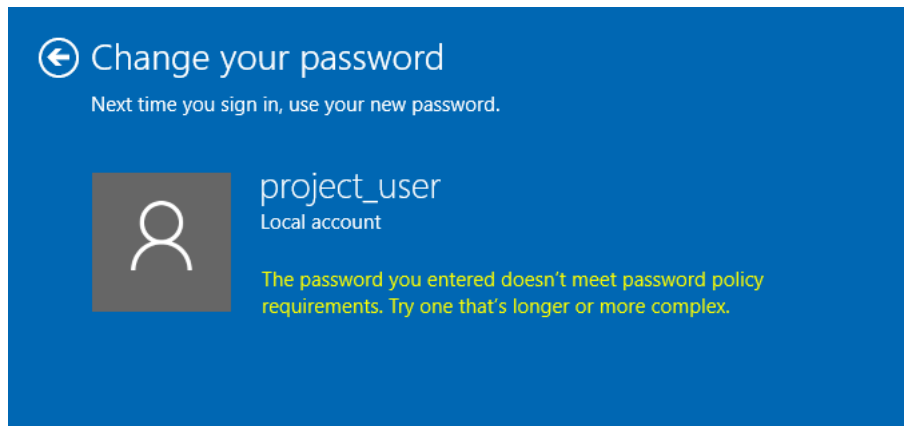 Change your password
Next time you sign in, use your new password.
project_user
Local account
The password you entered doesn’t meet password policy
requirements. Try one that’s longer or more complex.